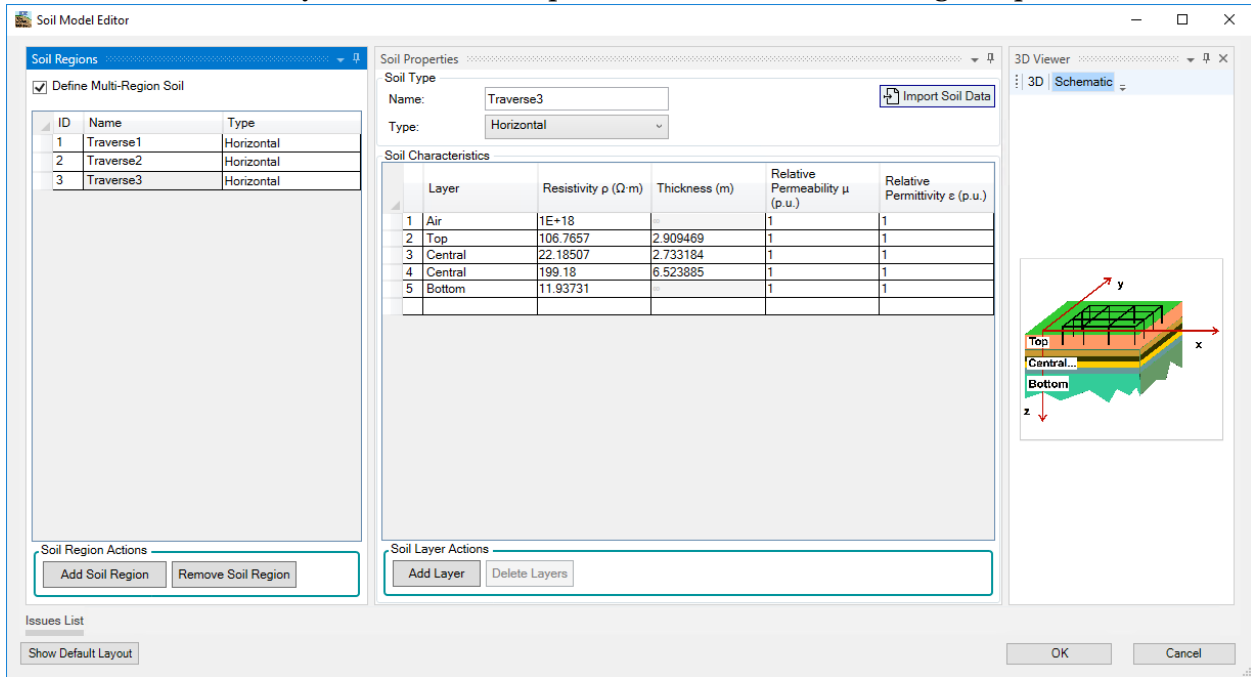 Soil Model Editor
Soil Regions
Define Multi-Region Soil
ID Name Type
1 Traverse1 Horizontal
2 Traverse2 Horizontal
3 Traverse3 Horizontal
Soil Region Actions
Add Soil Region Remove Soil Region
Soil Properties
Soil Type
Name: Traverse3
Import Soil Data
Type: Horizontal
Soil Characteristics
Layer Resistivity ρ (Ω·m) Thickness (m) Relative Permeability μ (p.u.) Relative Permittivity ε (p.u.)
1 Air 1E+18 ∞ 1 1
2 Top 106.7657 2.909469 1 1
3 Central 22.18507 2.733184 1 1
4 Central 199.18 6.523885 1 1
5 Bottom 11.93731 ∞ 1 1
Soil Layer Actions
Add Layer Delete Layers
3D Viewer
3D Schematic
y
x
Top
Central...
Bottom
z
Issues List
Show Default Layout
OK Cancel